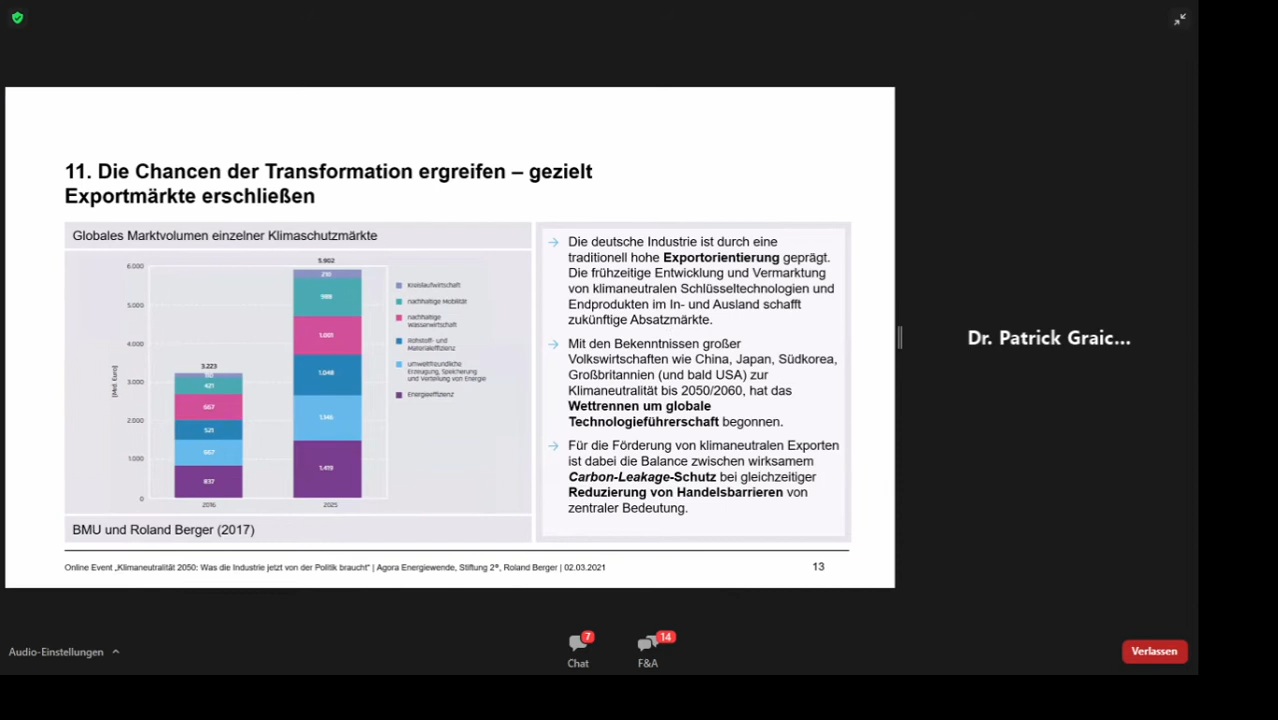 11. Die Chancen der Transformation ergreifen – gezielt
Exportmärkte erschließen
Globales Marktvolumen einzelner Klimaschutzmärkte
[Mrd. Euro]
6.000
5.000
4.000
3.000
2.000
1.000
0
3.223
421
667
521
667
837
2016
5.902
210
988
1.001
1.048
1.419
2025
Kreislaufwirtschaft
nachhaltige Mobilität
nachhaltige
Wasserwirtschaft
Rohstoff- und
Materialeffizienz
umweltfreundliche
Erzeugung, Speicherung
und Verteilung von Energie
Energieeffizienz
BMU und Roland Berger (2017)
Die deutsche Industrie ist durch eine
traditionell hohe Exportorientierung geprägt.
Die frühzeitige Entwicklung und Vermarktung
von klimaneutralen Schlüsseltechnologien und
Endprodukten im In- und Ausland schafft
zukünftige Absatzmärkte.
Mit den Bekenntnissen großer
Volkswirtschaften wie China, Japan, Südkorea,
Großbritannien (und bald USA) zur
Klimaneutralität bis 2050/2060, hat das
Wettrennen um globale
Technologieführerschaft begonnen.
Für die Förderung von klimaneutralen Exporten
ist dabei die Balance zwischen wirksamem
Carbon-Leakage-Schutz bei gleichzeitiger
Reduzierung von Handelsbarrieren von
zentraler Bedeutung.
Online Event „Klimaneutralität 2050: Was die Industrie jetzt von der Politik braucht" | Agora Energiewende, Stiftung 2°, Roland Berger | 02.03.2021
13
Dr. Patrick Graic...
Audio-Einstellungen
7
Chat
14
F&A
Verlassen